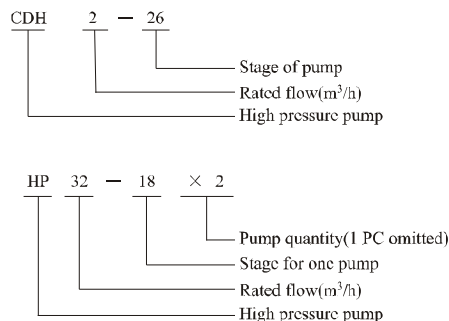 CDH 2 — 26
Stage of pump
Rated flow(m³/h)
High pressure pump
HP 32 — 18 × 2
Pump quantity(1 PC omitted)
Stage for one pump
Rated flow(m³/h)
High pressure pump